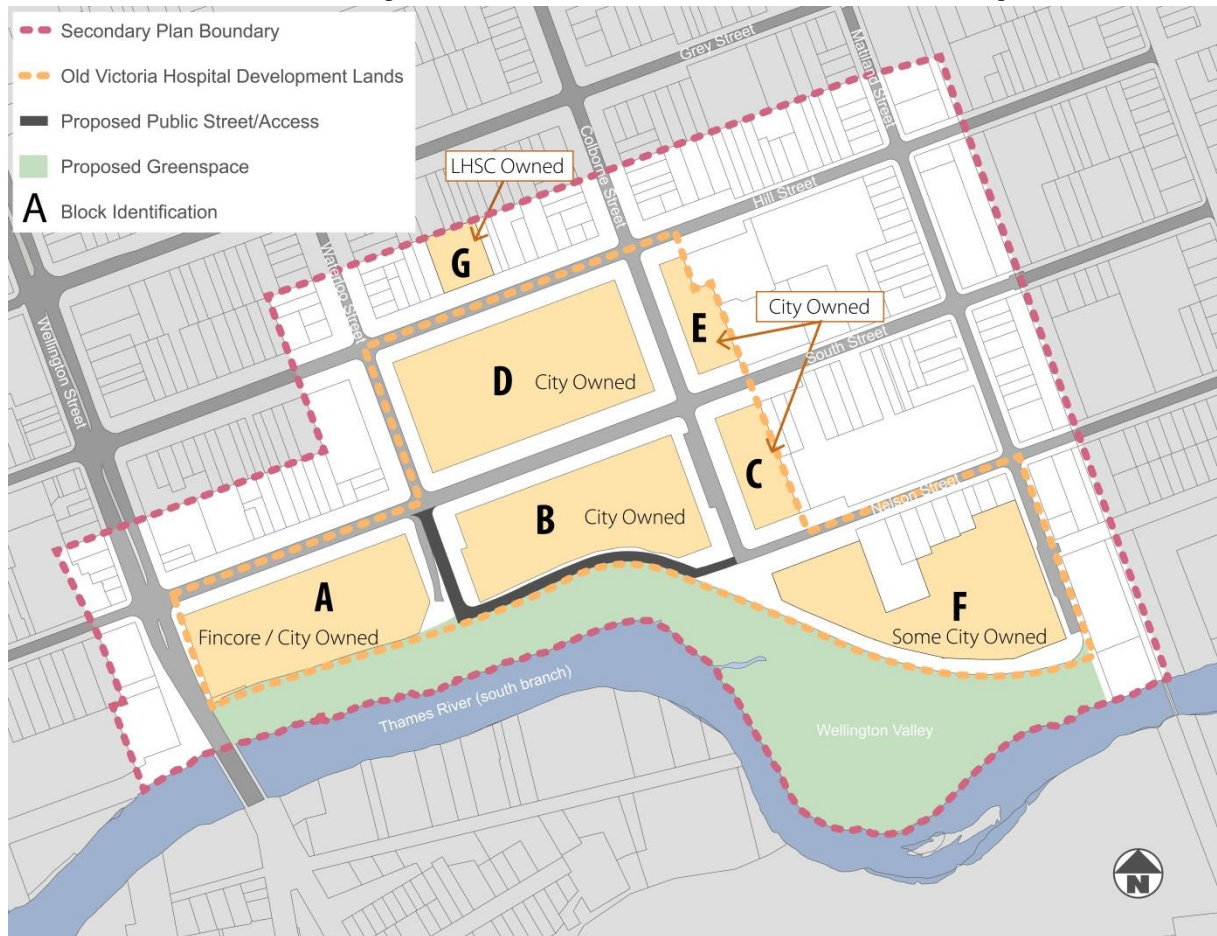 Secondary Plan Boundary
Old Victoria Hospital Development Lands
Proposed Public Street/Access
Proposed Greenspace
A Block Identification
Grey Street
Maitland Street
Colborne Street
LHSC Owned
Hill Street
G
Waterloo Street
Wellington Street
City Owned
E
South Street
D City Owned
C
B City Owned
Nelson Street
A
Fincore / City Owned
F
Some City Owned
Thames River (south branch)
Wellington Valley
N